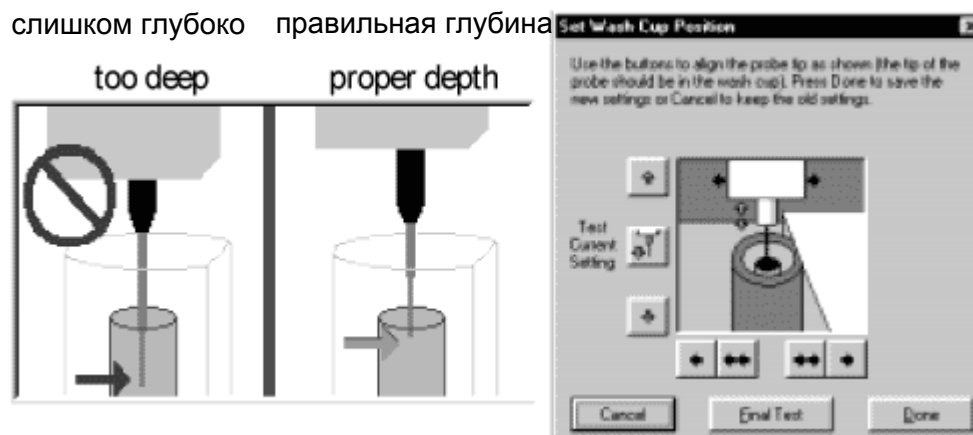 слишком глубоко правильная глубина
too deep proper depth
Set Wash Cup Position
Use the buttons to align the probe tip as shown (the tip of the
probe should be in the wash cup). Press Done to save the
new settings or Cancel to keep the old settings.
Test
Current
Setting
Cancel Final Test Done